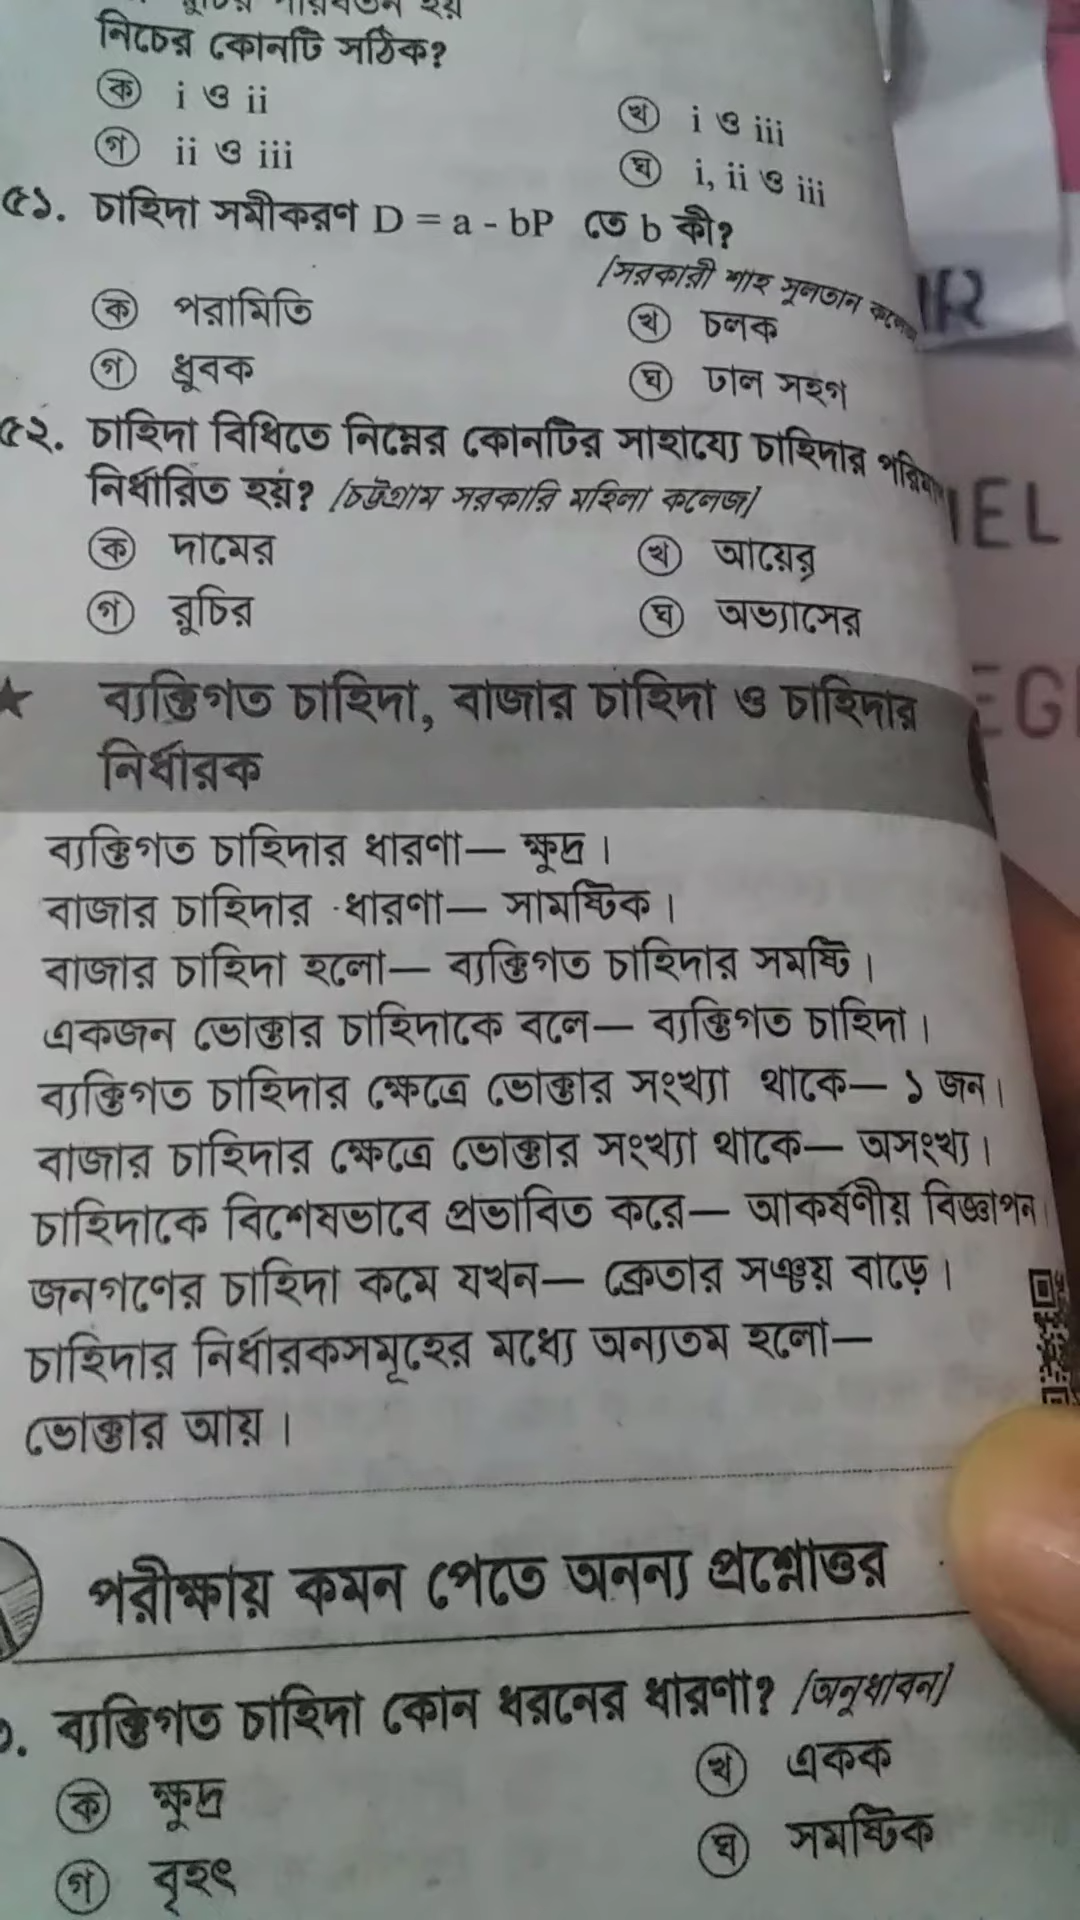 নিচের কোনটি সঠিক?
ক i ও ii
খ i ও iii
গ ii ও iii
ঘ i, ii ও iii
৫১. চাহিদা সমীকরণ D = a - bP তে b কী?
[সরকারী শাহ সুলতান
ক পরামিতি
খ চলক
গ ধ্রুবক
ঘ ঢাল সহগ
৫২. চাহিদা বিধিতে নিম্নের কোনটির সাহায্যে চাহিদার
নির্ধারিত হয়? [চট্টগ্রাম সরকারি মহিলা কলেজ]
ক দামের
খ আয়ের
গ রুচির
ঘ অভ্যাসের
★ ব্যক্তিগত চাহিদা, বাজার চাহিদা ও চাহিদার
নির্ধারক
ব্যক্তিগত চাহিদার ধারণা— ক্ষুদ্র।
বাজার চাহিদার ধারণা— সামষ্টিক।
বাজার চাহিদা হলো— ব্যক্তিগত চাহিদার সমষ্টি।
একজন ভোক্তার চাহিদাকে বলে— ব্যক্তিগত চাহিদা।
ব্যক্তিগত চাহিদার ক্ষেত্রে ভোক্তার সংখ্যা থাকে— ১ জন।
বাজার চাহিদার ক্ষেত্রে ভোক্তার সংখ্যা থাকে— অসংখ্য।
চাহিদাকে বিশেষভাবে প্রভাবিত করে— আকর্ষণীয় বিজ্ঞাপন।
জনগণের চাহিদা কমে যখন— ক্রেতার সঞ্চয় বাড়ে।
চাহিদার নির্ধারকসমূহের মধ্যে অন্যতম হলো—
ভোক্তার আয়।
পরীক্ষায় কমন পেতে অনন্য প্রশ্নোত্তর
ব্যক্তিগত চাহিদা কোন ধরনের ধারণা? [অনুধাবন]
ক ক্ষুদ্র
খ একক
গ বৃহৎ
ঘ সমষ্টিক
IEL